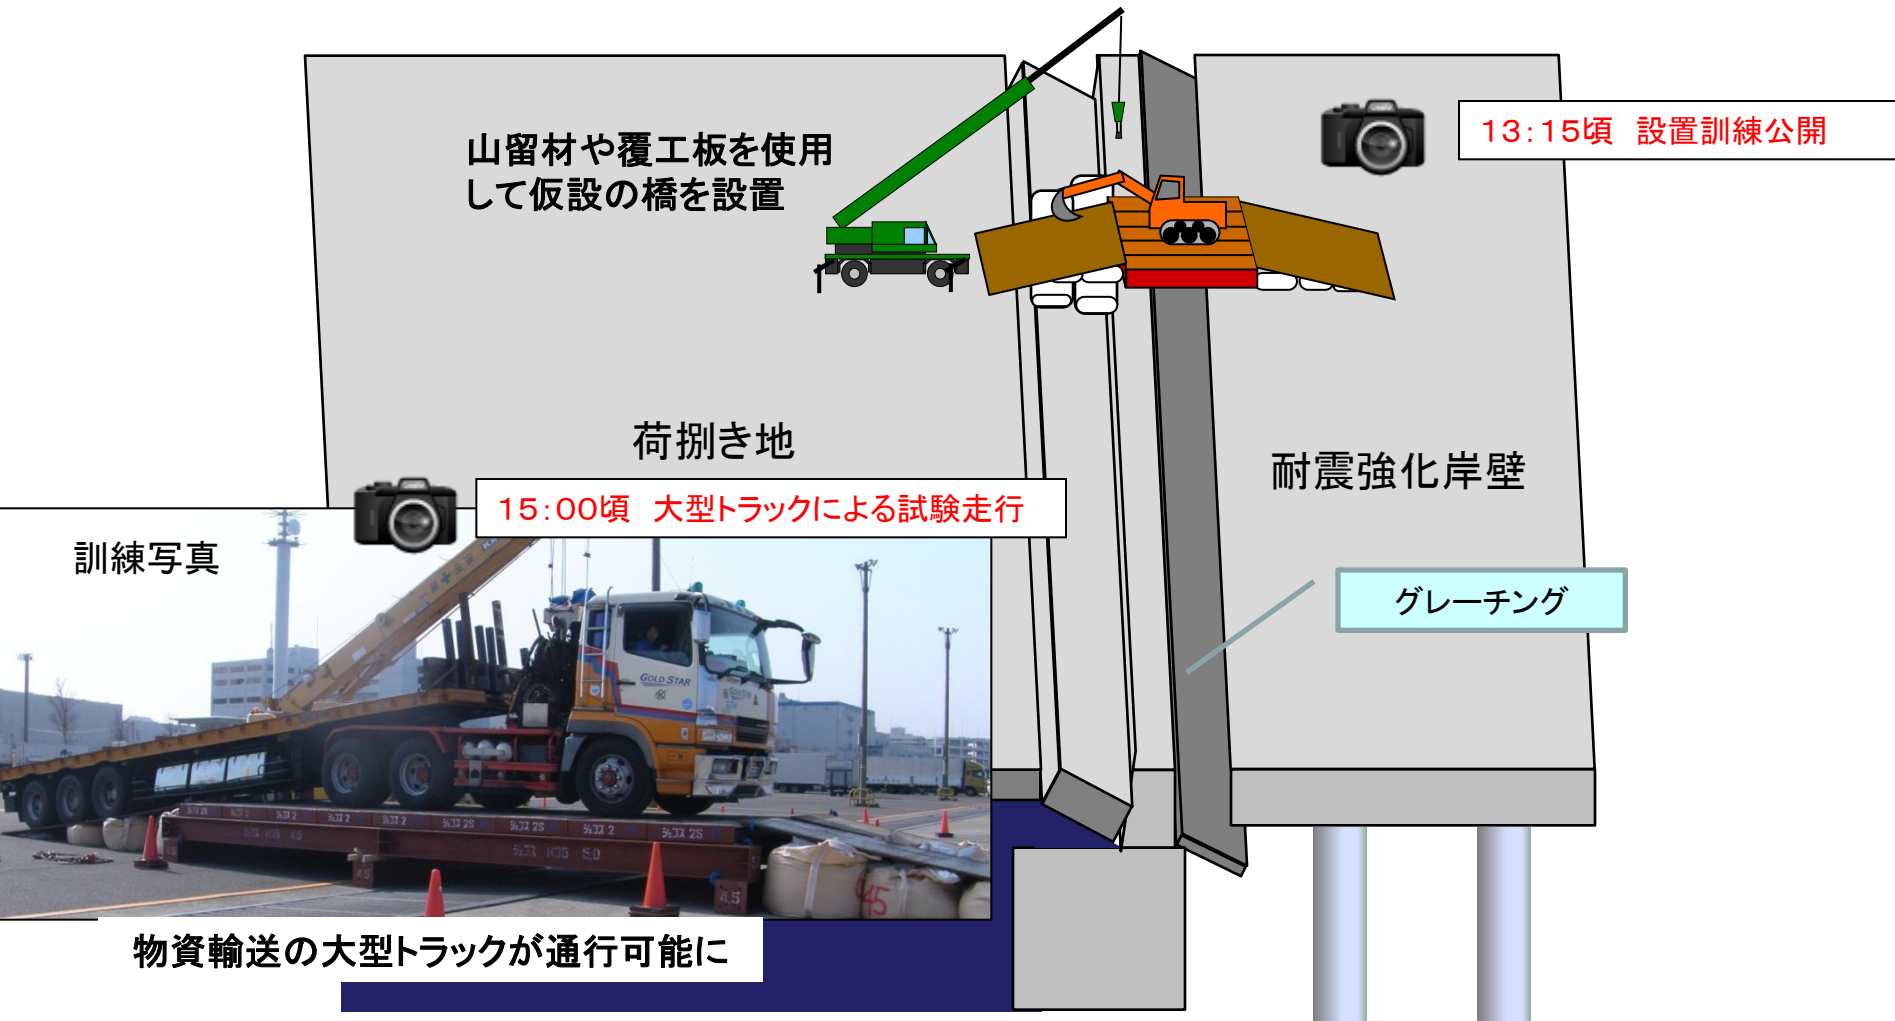 山留材や覆工板を使用
して仮設の橋を設置
13:15頃　設置訓練公開
荷捌き地
耐震強化岸壁
15:00頃　大型トラックによる試験走行
訓練写真
グレーチング
GOLD STAR
45
4.5
物資輸送の大型トラックが通行可能に